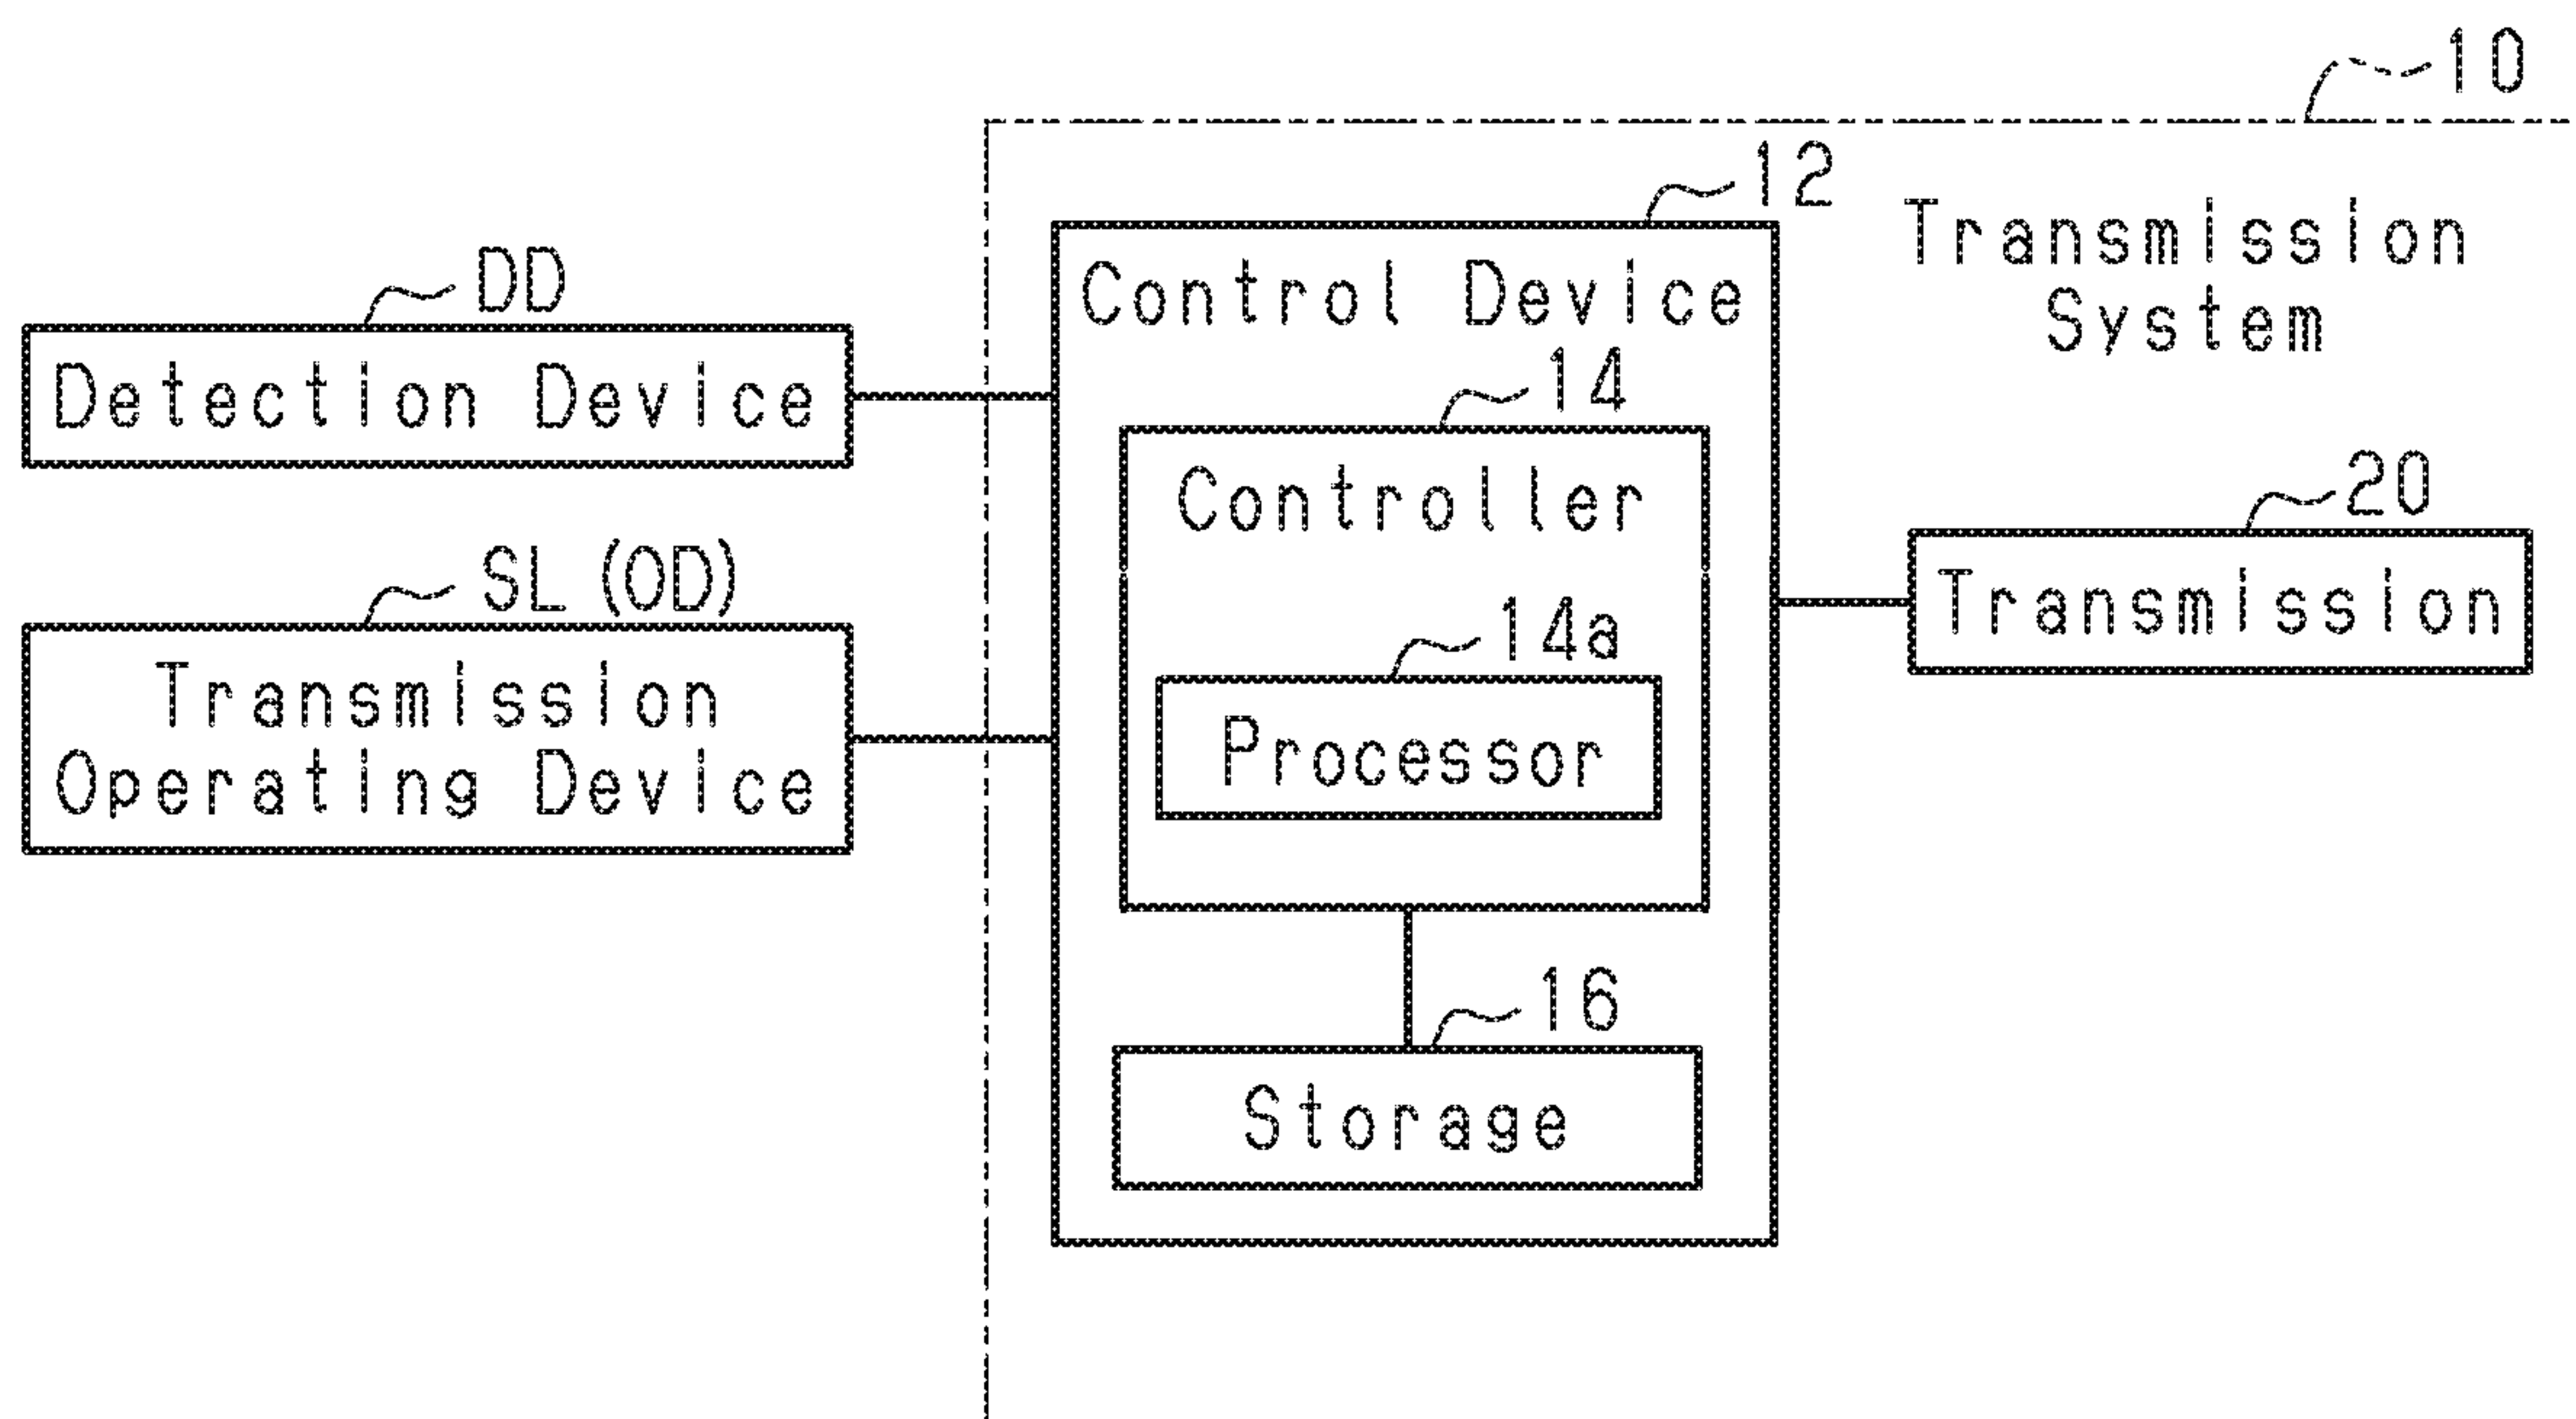 10
12
Transmission
System
DD
Control Device
Detection Device
14
Controller
20
Transmission
SL (OD)
14a
Transmission
Operating Device
Processor
16
Storage